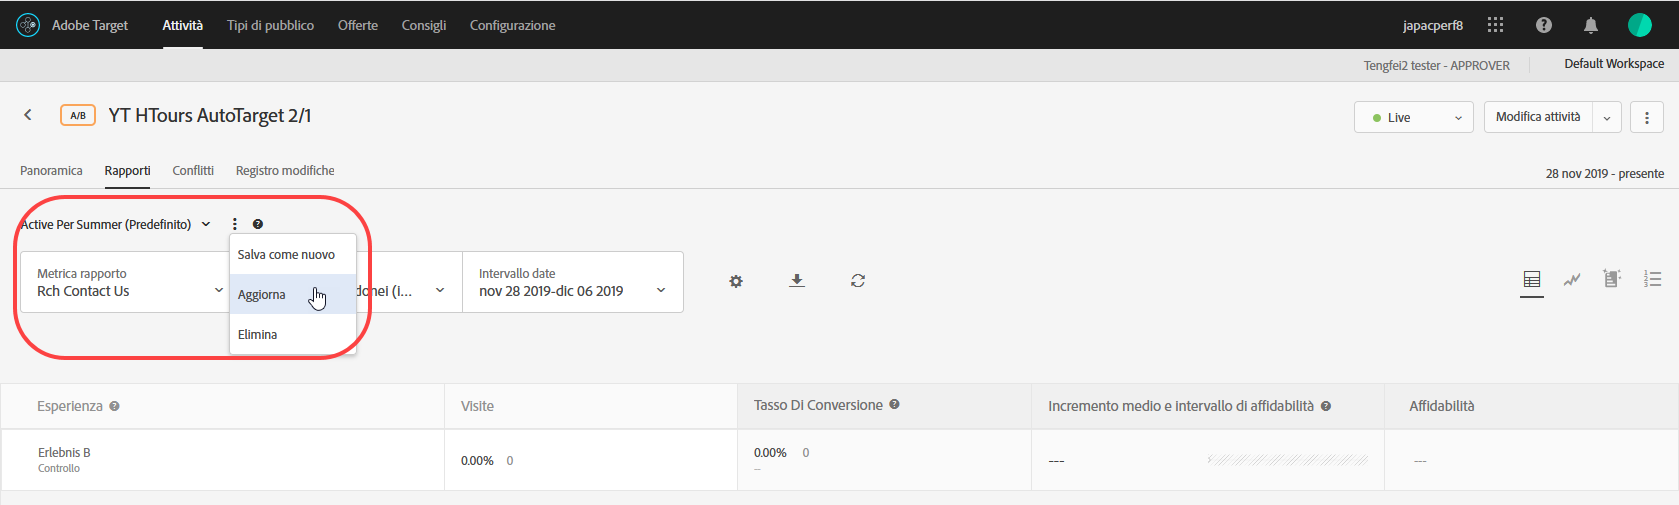 Adobe Target
Attività
Tipi di pubblico
Offerte
Consigli
Configurazione
japacperf8
Tengfei2 tester - APPROVER
Default Workspace
A/B
YT HTours AutoTarget 2/1
Live
Modifica attività
Panoramica
Rapporti
Conflitti
Registro modifiche
28 nov 2019 - presente
Active Per Summer (Predefinito)
Salva come nuovo
Aggiorna
Elimina
Metrica rapporto
Rch Contact Us
donei (i...
Intervallo date
nov 28 2019-dic 06 2019
Esperienza
Visite
Tasso Di Conversione
Incremento medio e intervallo di affidabilità
Affidabilità
Erlebnis B
Controllo
0.00% 0
0.00% 0
--
---
---